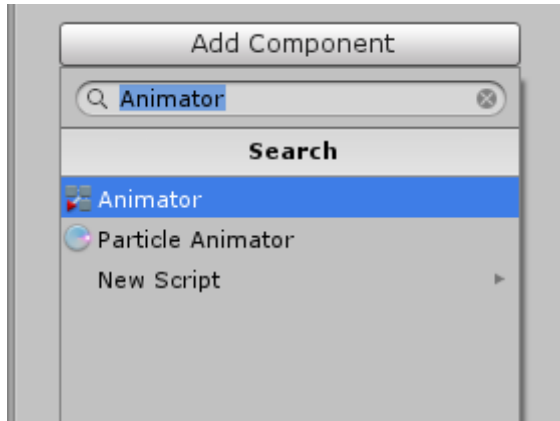 Add Component
Animator
Search
Animator
Particle Animator
New Script